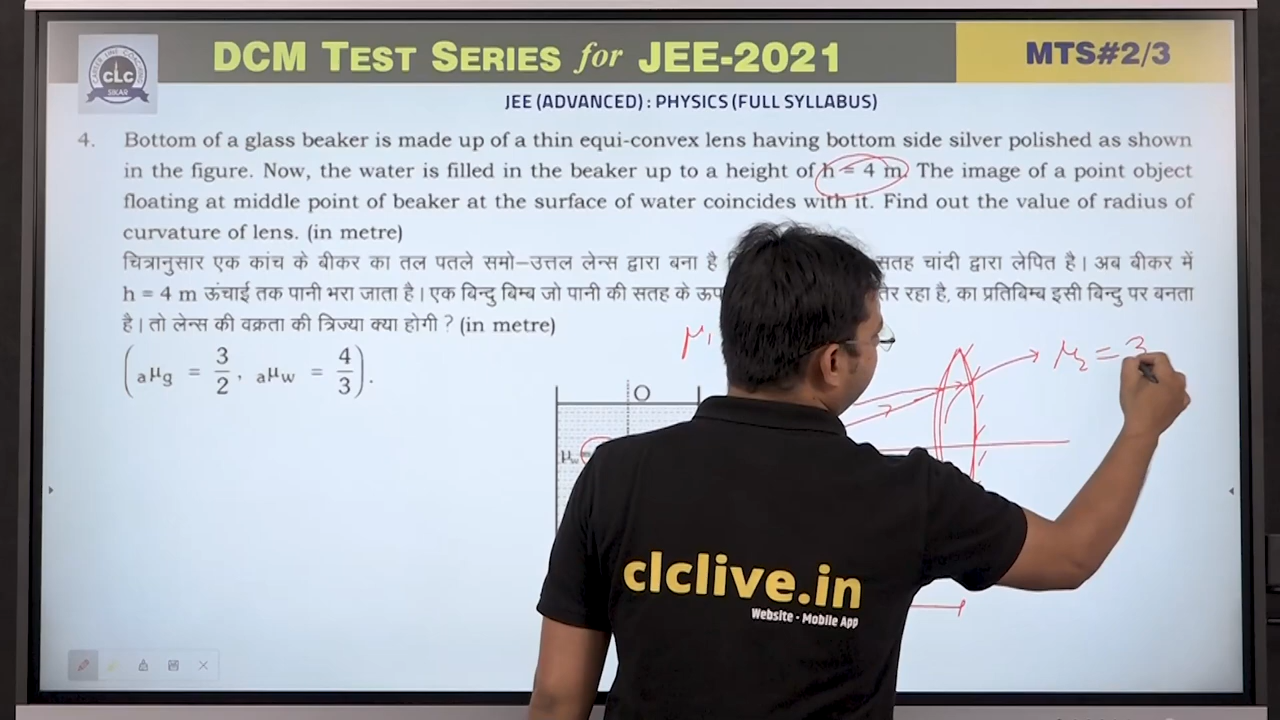 DCM TEST SERIES for JEE-2021
MTS#2/3
CLC
SIKAR
JEE (ADVANCED) : PHYSICS (FULL SYLLABUS)
4. Bottom of a glass beaker is made up of a thin equi-convex lens having bottom side silver polished as shown
in the figure. Now, the water is filled in the beaker up to a height of h = 4 m. The image of a point object
floating at middle point of beaker at the surface of water coincides with it. Find out the value of radius of
curvature of lens. (in metre)
चित्रानुसार एक कांच के बीकर का तल पतले समो–उत्तल लेन्स द्वारा बना है सतह चांदी द्वारा लेपित है। अब बीकर में
h = 4 m ऊंचाई तक पानी भरा जाता है। एक बिन्दु बिम्ब जो पानी की सतह के रहा है, का प्रतिबिम्ब इसी बिन्दु पर बनता
है। तो लेन्स की वक्रता की त्रिज्या क्या होगी ? (in metre)
(aμg = 3/2, aμw = 4/3).
μ1
μ2 = 3
O
μw=
clclive.in
Website - Mobile App